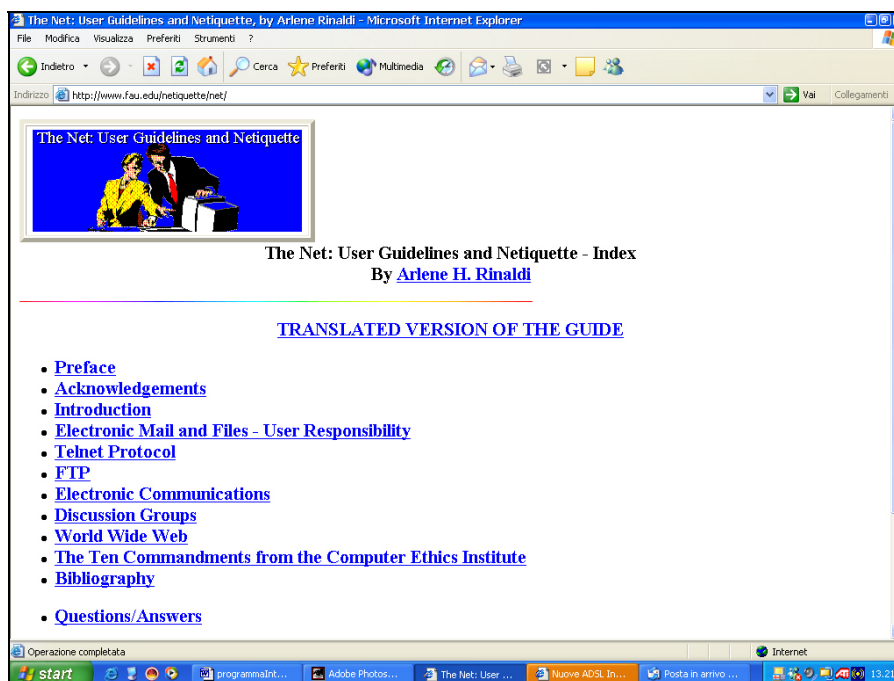 The Net: User Guidelines and Netiquette, by Arlene Rinaldi - Microsoft Internet Explorer
File Modifica Visualizza Preferiti Strumenti ?
Indietro Cerca Preferiti Multimedia
Indirizzo http://www.fau.edu/netiquette/net/ Vai Collegamenti
The Net: User Guidelines and Netiquette
The Net: User Guidelines and Netiquette - Index
By Arlene H. Rinaldi
TRANSLATED VERSION OF THE GUIDE
Preface
Acknowledgements
Introduction
Electronic Mail and Files - User Responsibility
Telnet Protocol
FTP
Electronic Communications
Discussion Groups
World Wide Web
The Ten Commandments from the Computer Ethics Institute
Bibliography
Questions/Answers
Operazione completata Internet
start programmaInt... Adobe Photos... The Net: User ... Nuove ADSL In... Posta in arrivo ... 13.21